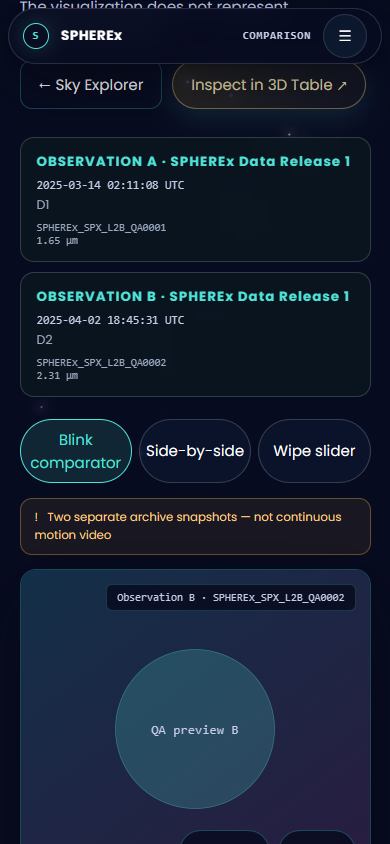 The visualization does not represent
S SPHEREx COMPARISON ☰
← Sky Explorer Inspect in 3D Table ↗
OBSERVATION A · SPHEREx Data Release 1
2025-03-14 02:11:08 UTC
D1
SPHEREx_SPX_L2B_QA0001
1.65 µm
OBSERVATION B · SPHEREx Data Release 1
2025-04-02 18:45:31 UTC
D2
SPHEREx_SPX_L2B_QA0002
2.31 µm
Blink
comparator
Side-by-side
Wipe slider
! Two separate archive snapshots — not continuous
motion video
Observation B · SPHEREx_SPX_L2B_QA0002
QA preview B